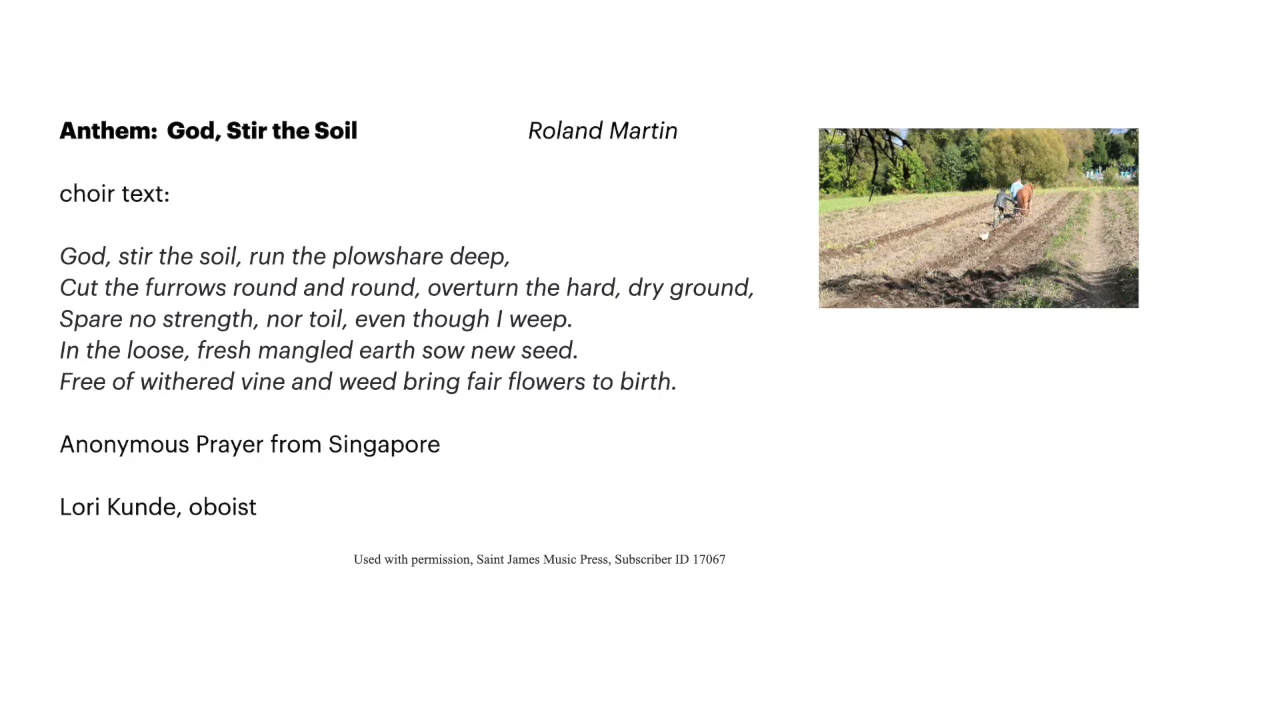 Anthem:  God, Stir the Soil Roland Martin
choir text:
God, stir the soil, run the plowshare deep,
Cut the furrows round and round, overturn the hard, dry ground,
Spare no strength, nor toil, even though I weep.
In the loose, fresh mangled earth sow new seed.
Free of withered vine and weed bring fair flowers to birth.
Anonymous Prayer from Singapore
Lori Kunde, oboist
Used with permission, Saint James Music Press, Subscriber ID 17067